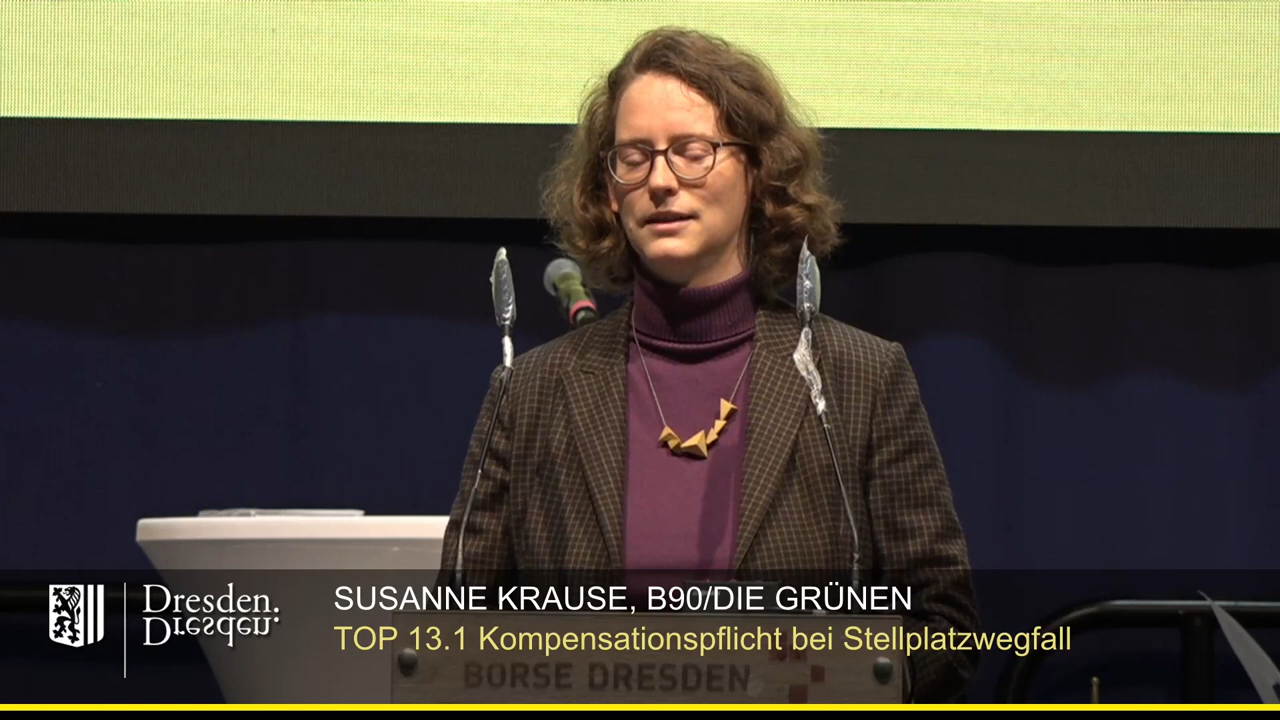 Dresden.
Dresden.
SUSANNE KRAUSE, B90/DIE GRÜNEN
TOP 13.1 Kompensationspflicht bei Stellplatzwegfall
BÖRSE DRESDEN